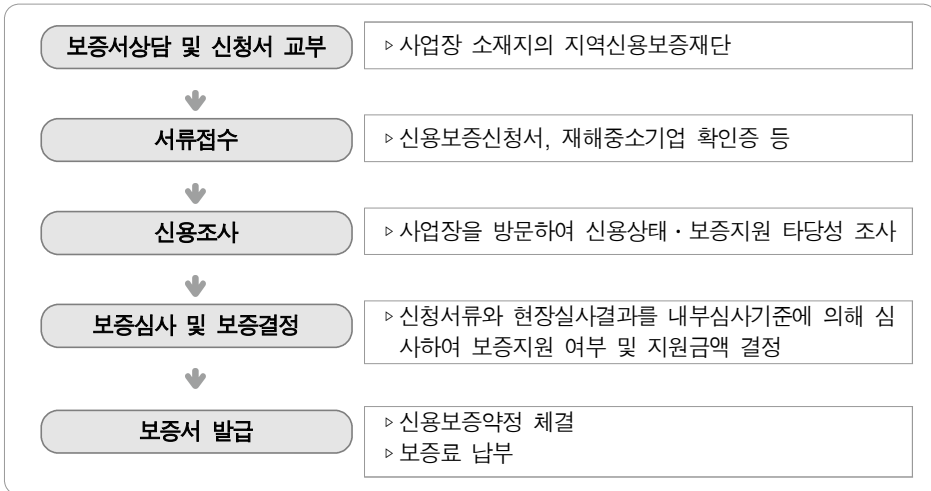 보증서상담 및 신청서 교부
▹사업장 소재지의 지역신용보증재단
서류접수
▹신용보증신청서, 재해중소기업 확인증 등
신용조사
▹사업장을 방문하여 신용상태·보증지원 타당성 조사
보증심사 및 보증결정
▹신청서류와 현장실사결과를 내부심사기준에 의해 심
사하여 보증지원 여부 및 지원금액 결정
보증서 발급
▹신용보증약정 체결
▹보증료 납부